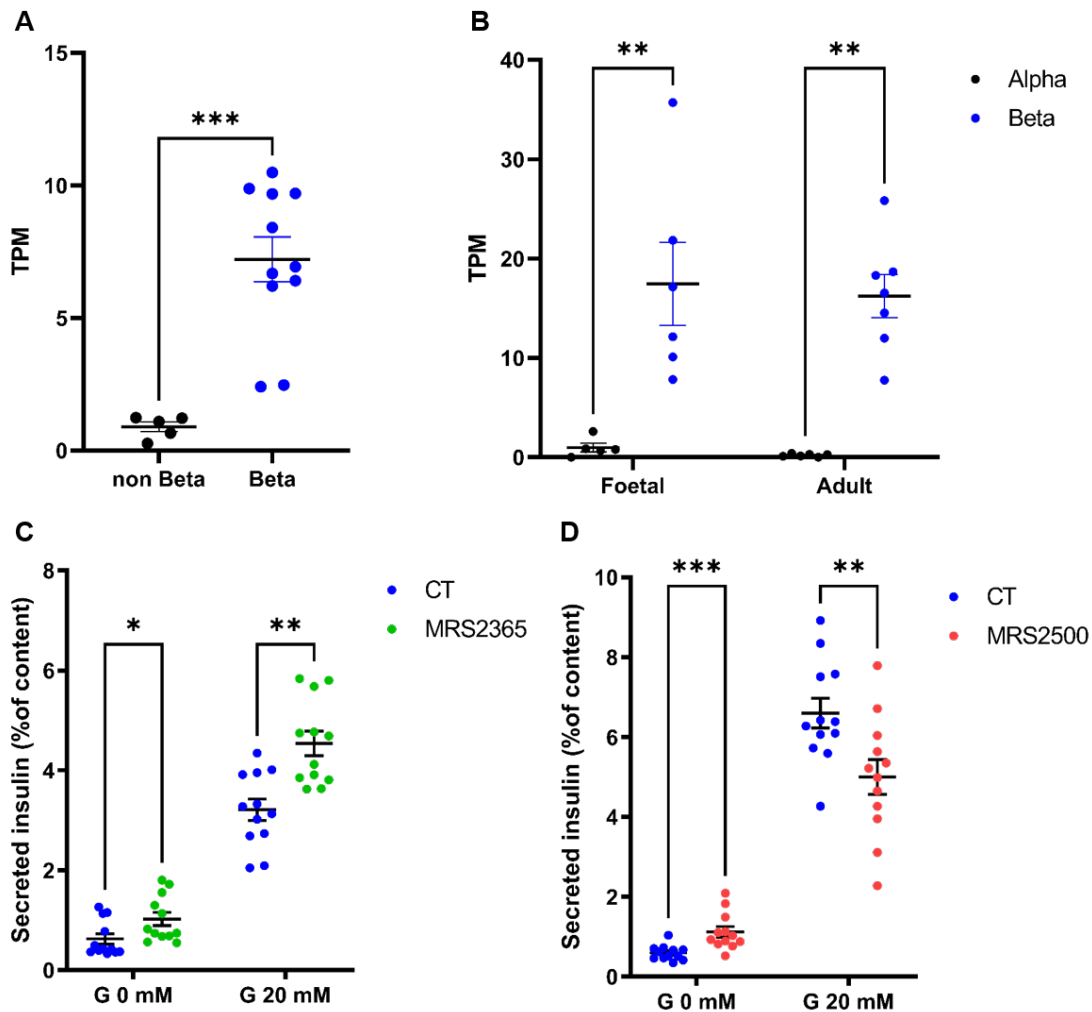 A
15
10
5
0
TPM
***
non Beta
Beta
B
40
30
20
10
0
TPM
**
**
Alpha
Beta
Foetal
Adult
C
8
6
4
2
0
Secreted insulin (%of content)
*
**
CT
MRS2365
G 0 mM
G 20 mM
D
10
8
6
4
2
0
Secreted insulin (%of content)
***
**
CT
MRS2500
G 0 mM
G 20 mM